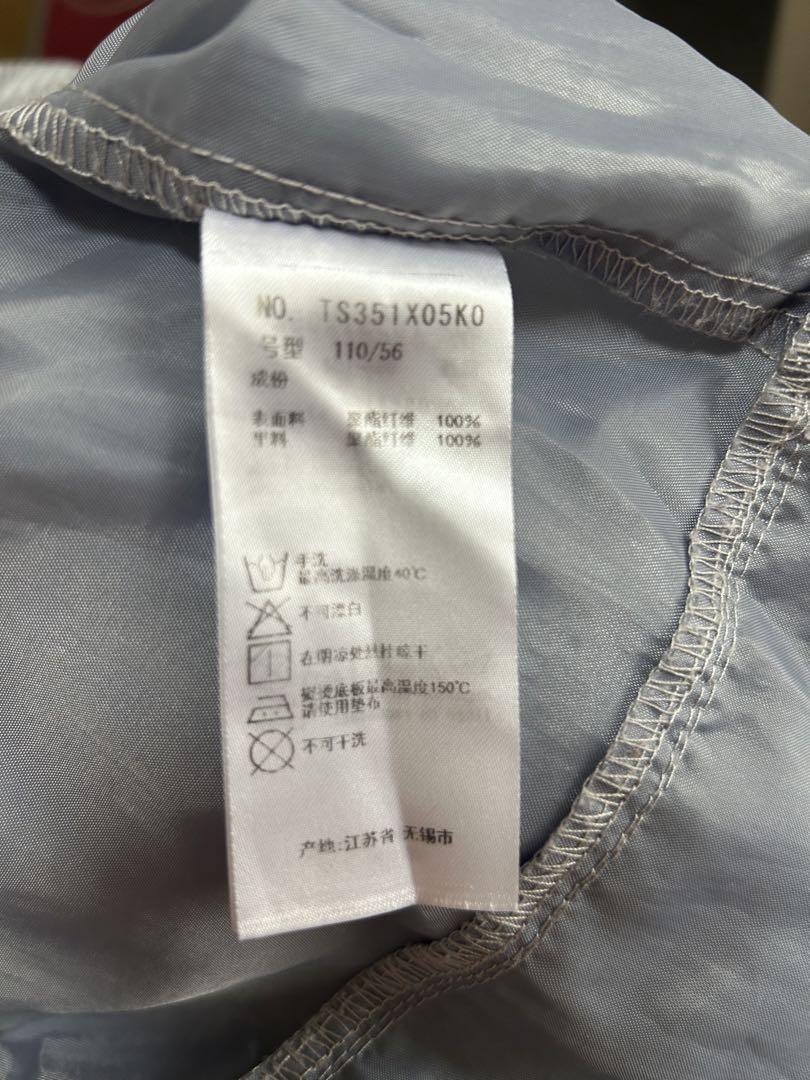 NO. TS351X05K0
号型 110/56
成份
表面料 聚酯纤维 100%
里料 聚酯纤维 100%
手洗
最高洗涤温度40℃
不可漂白
在阴凉处悬挂晾干
熨烫底板最高温度150℃
请使用垫布
不可干洗
产地:江苏省 无锡市